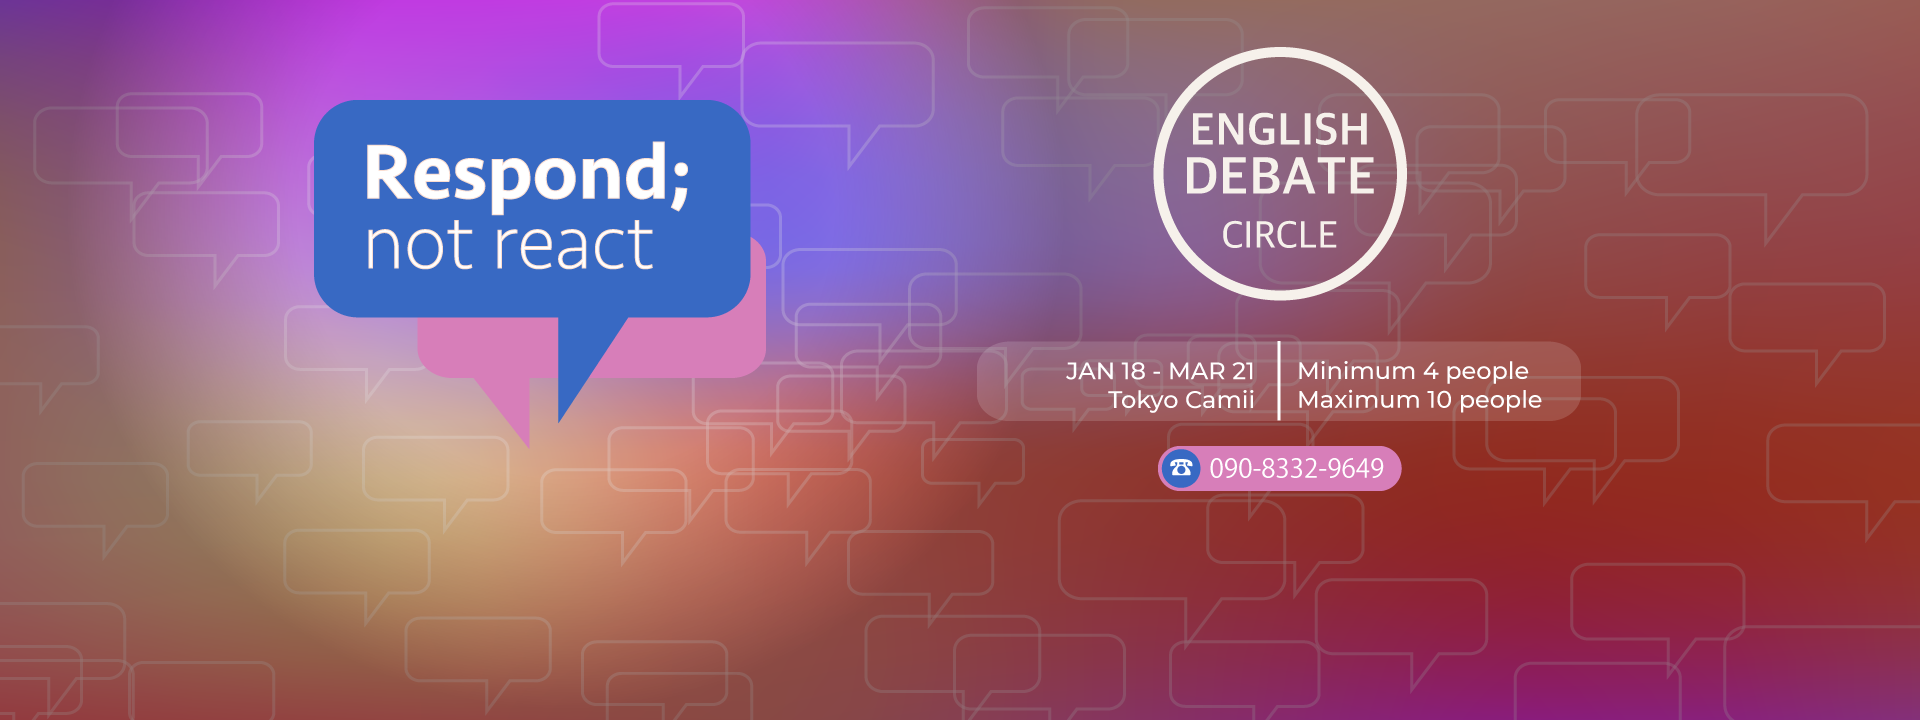 Respond;
not react
ENGLISH
DEBATE
CIRCLE
JAN 18 - MAR 21
Tokyo Camii
Minimum 4 people
Maximum 10 people
090-8332-9649